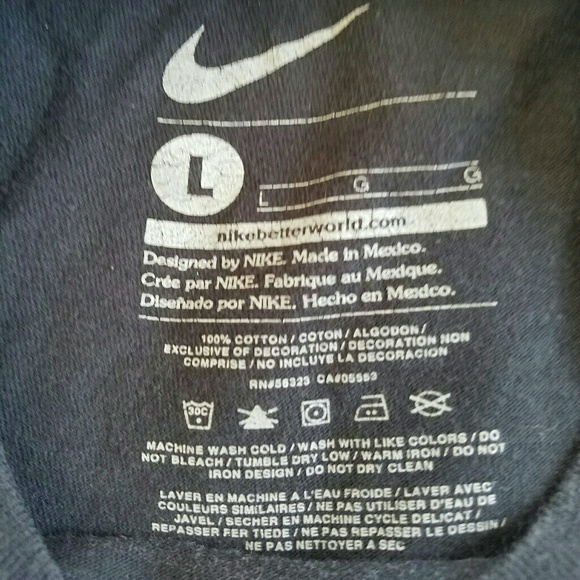 L
L G G
nikebetterworld.com
Designed by NIKE. Made in Mexico.
Crée par NIKE. Fabrique au Mexique.
Diseñado por NIKE. Hecho en Mexico.
100% COTTON / COTON / ALGODON /
EXCLUSIVE OF DECORATION / DECORATION NON
COMPRISE / NO INCLUYE LA DECORACION
RN#56323 CA#05553
30C
MACHINE WASH COLD / WASH WITH LIKE COLORS / DO
NOT BLEACH / TUMBLE DRY LOW / WARM IRON / DO NOT
IRON DESIGN / DO NOT DRY CLEAN
LAVER EN MACHINE A L'EAU FROIDE / LAVER AVEC
COULEURS SIMILAIRES / NE PAS UTILISER D'EAU DE
JAVEL / SECHER EN MACHINE CYCLE DELICAT /
REPASSER FER TIEDE / NE PAS REPASSER LE DESSIN /
NE PAS NETTOYER A SEC